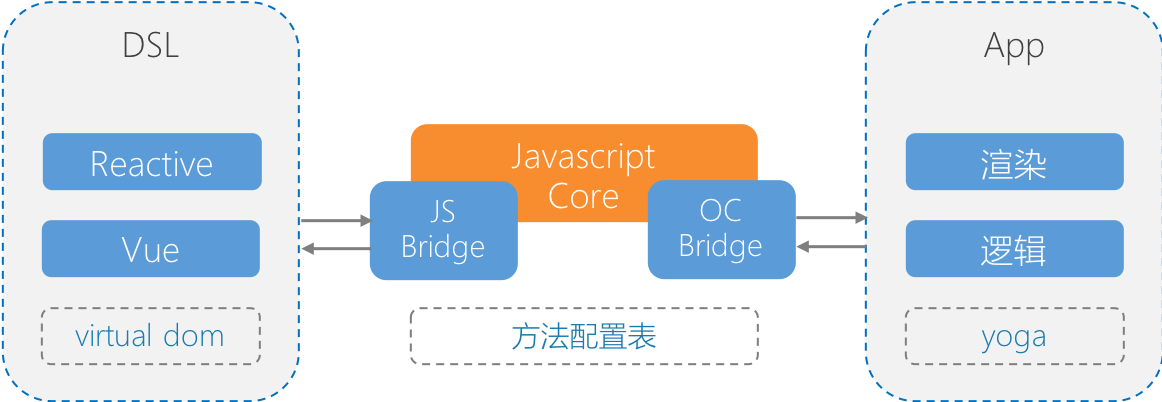 DSL
Reactive
Vue
virtual dom
Javascript
Core
JS
Bridge
OC
Bridge
方法配置表
App
渲染
逻辑
yoga